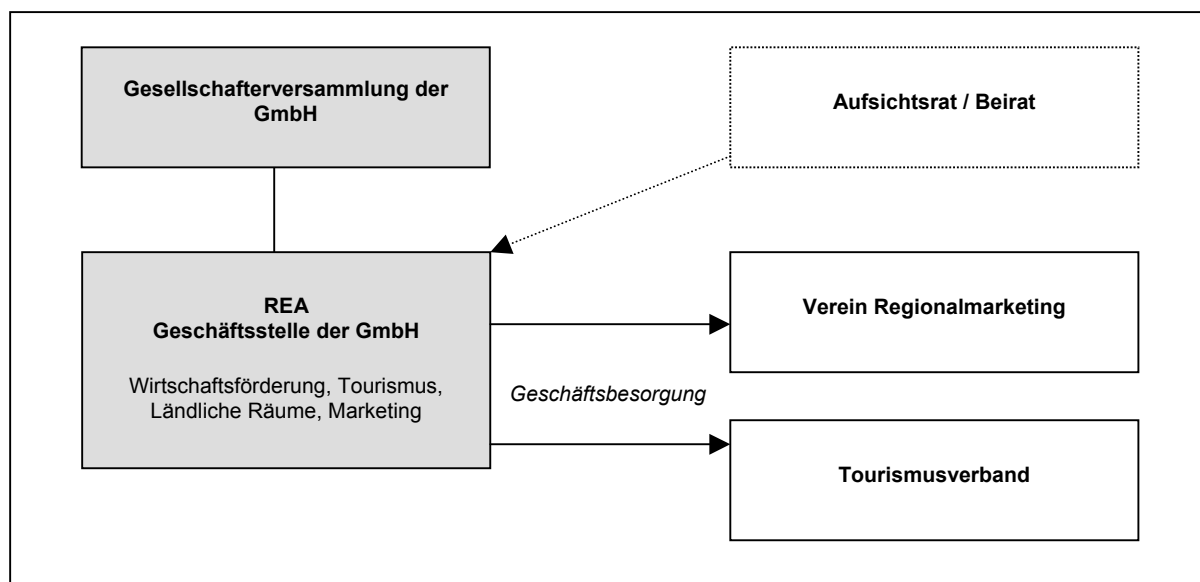 Gesellschafterversammlung der
GmbH
Aufsichtsrat / Beirat
REA
Geschäftsstelle der GmbH
Wirtschaftsförderung, Tourismus,
Ländliche Räume, Marketing
Geschäftsbesorgung
Verein Regionalmarketing
Tourismusverband